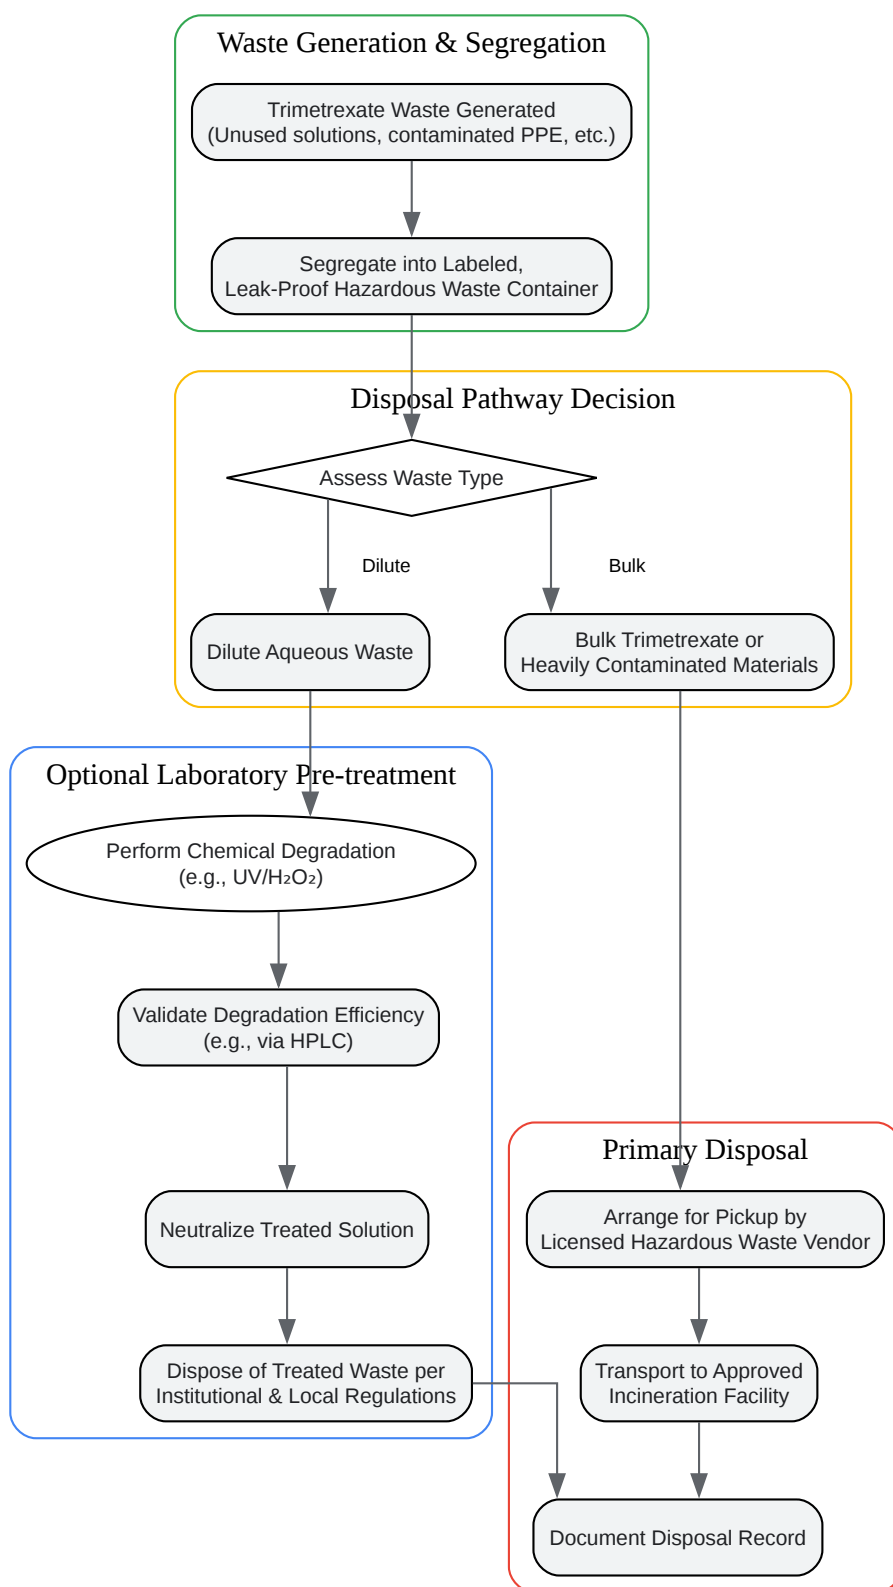 Waste Generation & Segregation
Trimetrexate Waste Generated
(Unused solutions, contaminated PPE, etc.)
Segregate into Labeled,
Leak-Proof Hazardous Waste Container
Disposal Pathway Decision
Assess Waste Type
Dilute
Bulk
Dilute Aqueous Waste
Bulk Trimetrexate or
Heavily Contaminated Materials
Optional Laboratory Pre-treatment
Perform Chemical Degradation
(e.g., UV/H₂O₂)
Validate Degradation Efficiency
(e.g., via HPLC)
Neutralize Treated Solution
Dispose of Treated Waste per
Institutional & Local Regulations
Primary Disposal
Arrange for Pickup by
Licensed Hazardous Waste Vendor
Transport to Approved
Incineration Facility
Document Disposal Record